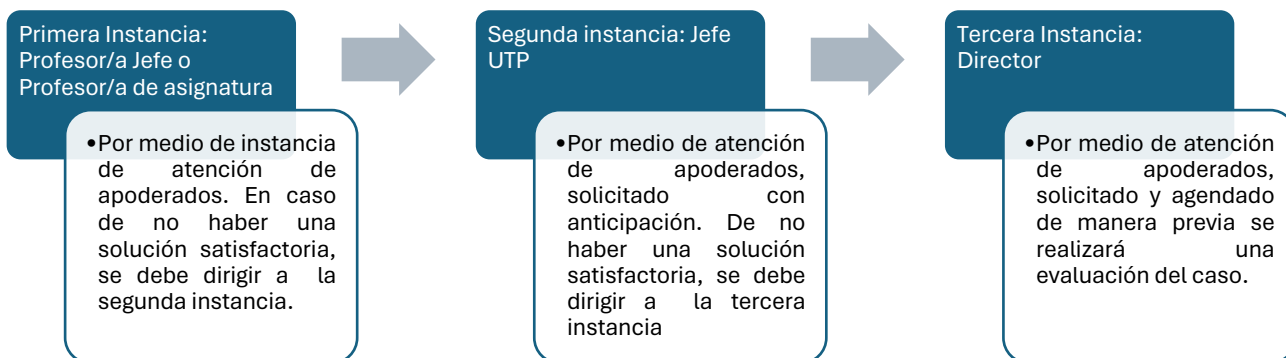 Primera Instancia:
Profesor/a Jefe o
Profesor/a de asignatura
•Por medio de instancia
de atención de
apoderados. En caso
de no haber una
solución satisfactoria,
se debe dirigir a la
segunda instancia.
Segunda instancia: Jefe
UTP
•Por medio de atención
de apoderados,
solicitado con
anticipación. De no
haber una solución
satisfactoria, se debe
dirigir a la tercera
instancia
Tercera Instancia:
Director
•Por medio de atención
de apoderados,
solicitado y agendado
de manera previa se
realizará una
evaluación del caso.